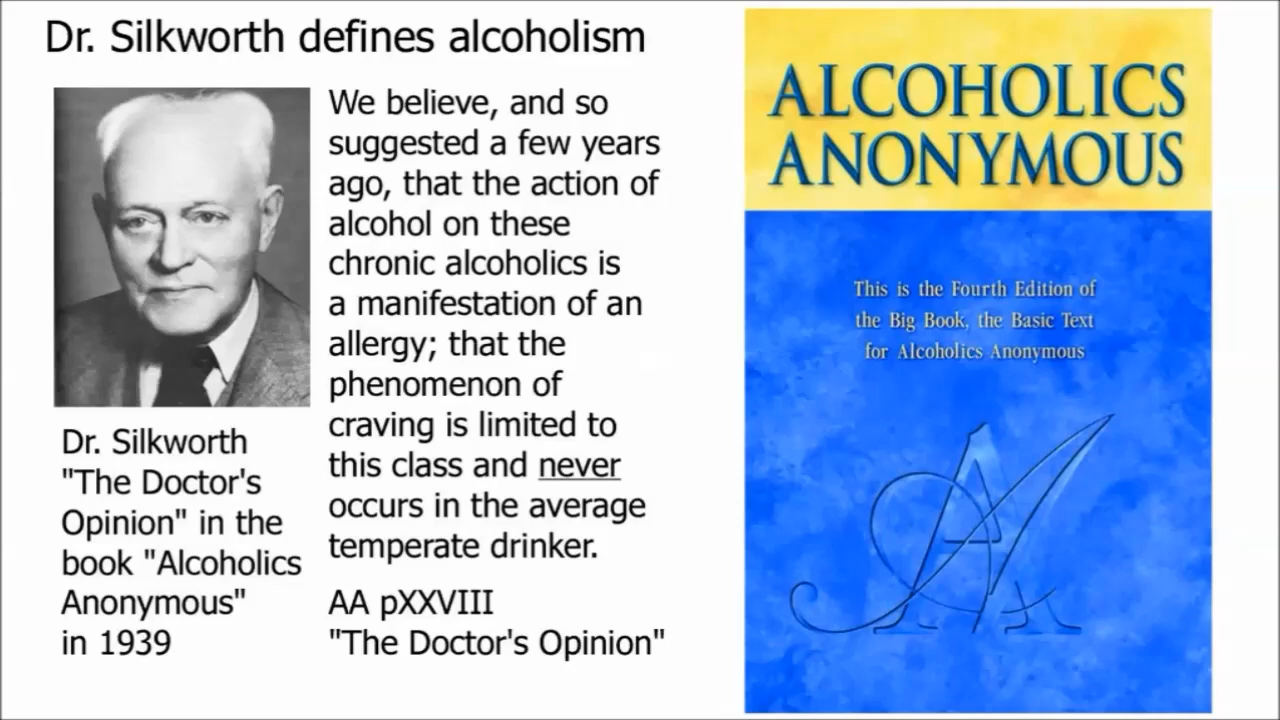 Dr. Silkworth defines alcoholism
We believe, and so
suggested a few years
ago, that the action of
alcohol on these
chronic alcoholics is
a manifestation of an
allergy; that the
phenomenon of
craving is limited to
this class and never
occurs in the average
temperate drinker.
AA pXXVIII
"The Doctor's Opinion"
Dr. Silkworth
"The Doctor's
Opinion" in the
book "Alcoholics
Anonymous"
in 1939
ALCOHOLICS
ANONYMOUS
This is the Fourth Edition of
the Big Book, the Basic Text
for Alcoholics Anonymous
AA